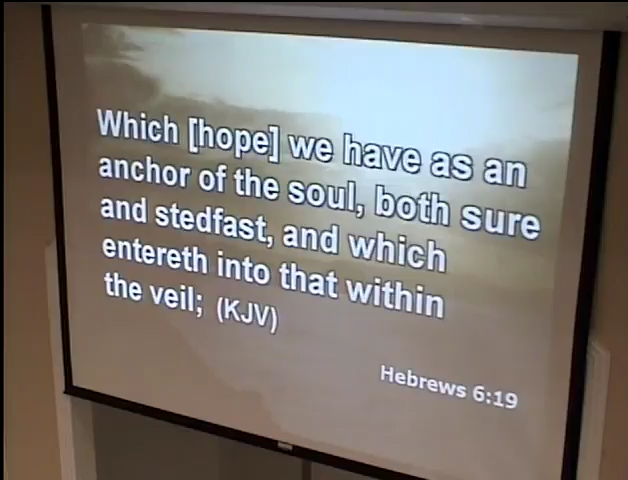 Which [hope] we have as an
anchor of the soul, both sure
and stedfast, and which
entereth into that within
the veil; (KJV)
Hebrews 6:19